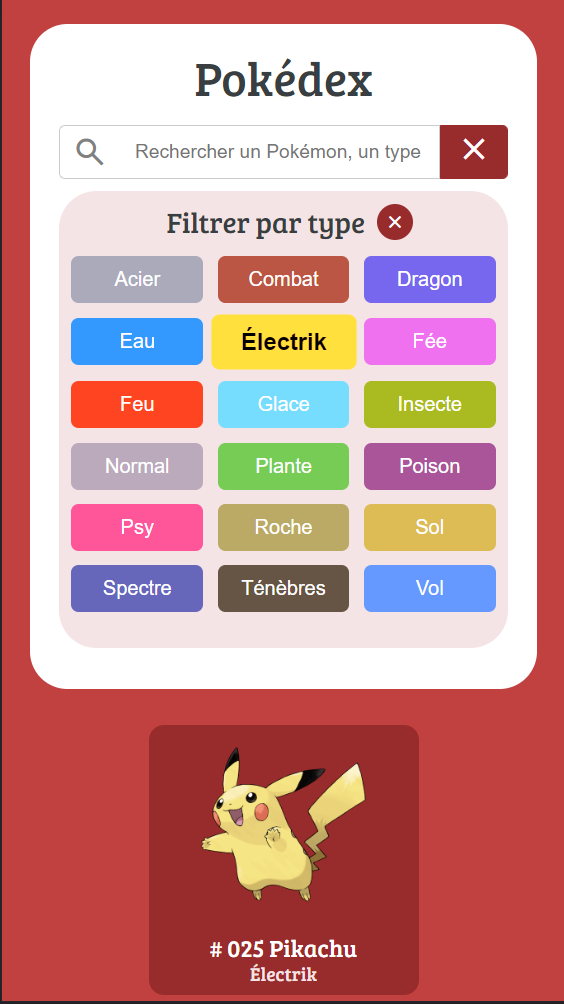 Pokédex
Rechercher un Pokémon, un type
Filtrer par type
Acier Combat Dragon
Eau Électrik Fée
Feu Glace Insecte
Normal Plante Poison
Psy Roche Sol
Spectre Ténèbres Vol
# 025 Pikachu
Électrik